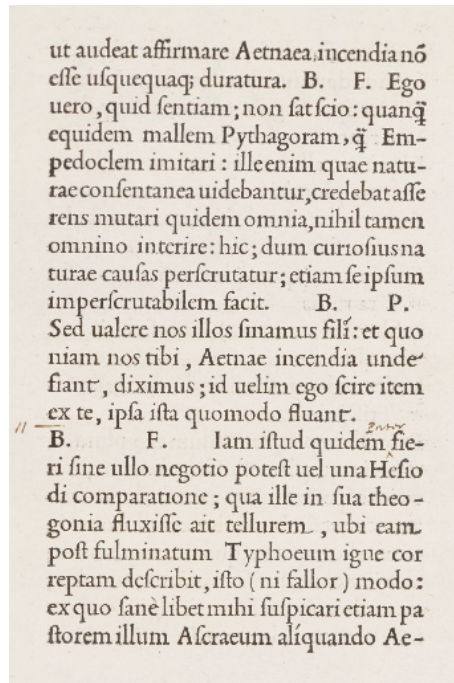 ut audeat affirmare Aetnaea incendia nõ
eſſe uſquequaq; duratura. B. F. Ego
uero, quid ſentiam; non ſat ſcio: quanq̃
equidem mallem Pythagoram, q̃ Em-
pedoclem imitari: ille enim quae natu-
rae conſentanea uidebantur, credebat aſſe
rens mutari quidem omnia, nihil tamen
omnino interire: hic; dum curioſius na
turae cauſas perſcrutatur; etiam ſe ipſum
imperſcrutabilem facit. B. P.
Sed ualere nos illos ſinamus fili: et quo
niam nos tibi, Aetnae incendia unde
fiant, diximus; id uelim ego ſcire item
ex te, ipſa iſta quomodo fluant.
B. F. Iam iſtud quidem fie-
ri ſine ullo negotio poteſt uel una Heſio
di comparatione; qua ille in ſua theo-
gonia fluxiſſe ait tellurem, ubi eam
poſt fulminatum Typhoeum igne cor
reptam deſcribit, iſto (ni fallor) modo:
ex quo ſanè libet mihi ſuſpicari etiam pa
ſtorem illum Aſcraeum alíquando Ae-